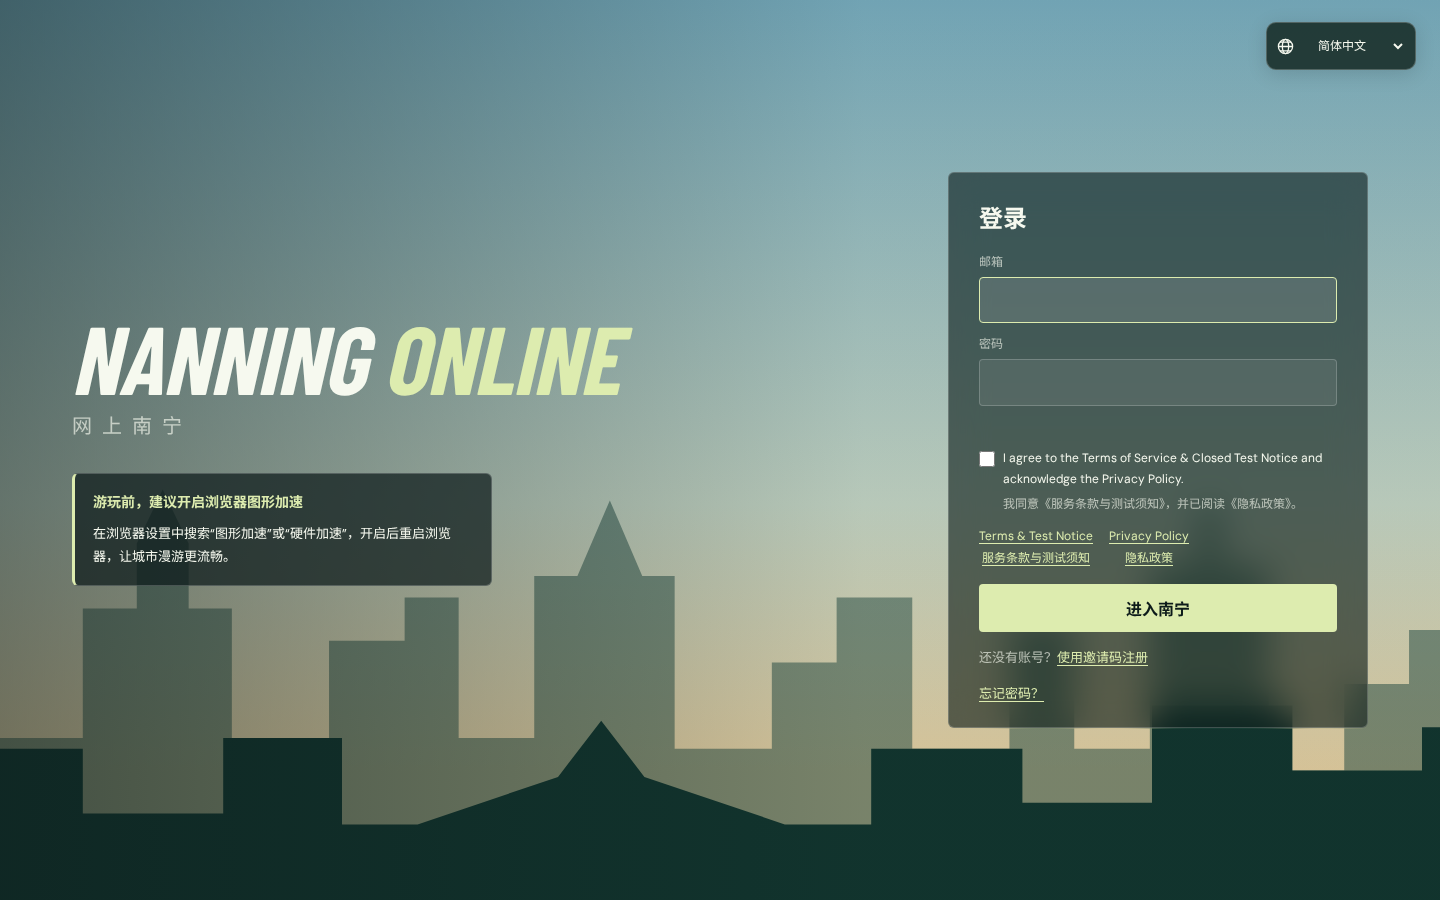 简体中文
NANNING ONLINE
网上南宁
游玩前，建议开启浏览器图形加速
在浏览器设置中搜索“图形加速”或“硬件加速”，开启后重启浏览
器，让城市漫游更流畅。
登录
邮箱
密码
I agree to the Terms of Service & Closed Test Notice and
acknowledge the Privacy Policy.
我同意《服务条款与测试须知》，并已阅读《隐私政策》。
Terms & Test Notice Privacy Policy
服务条款与测试须知 隐私政策
进入南宁
还没有账号？使用邀请码注册
忘记密码？